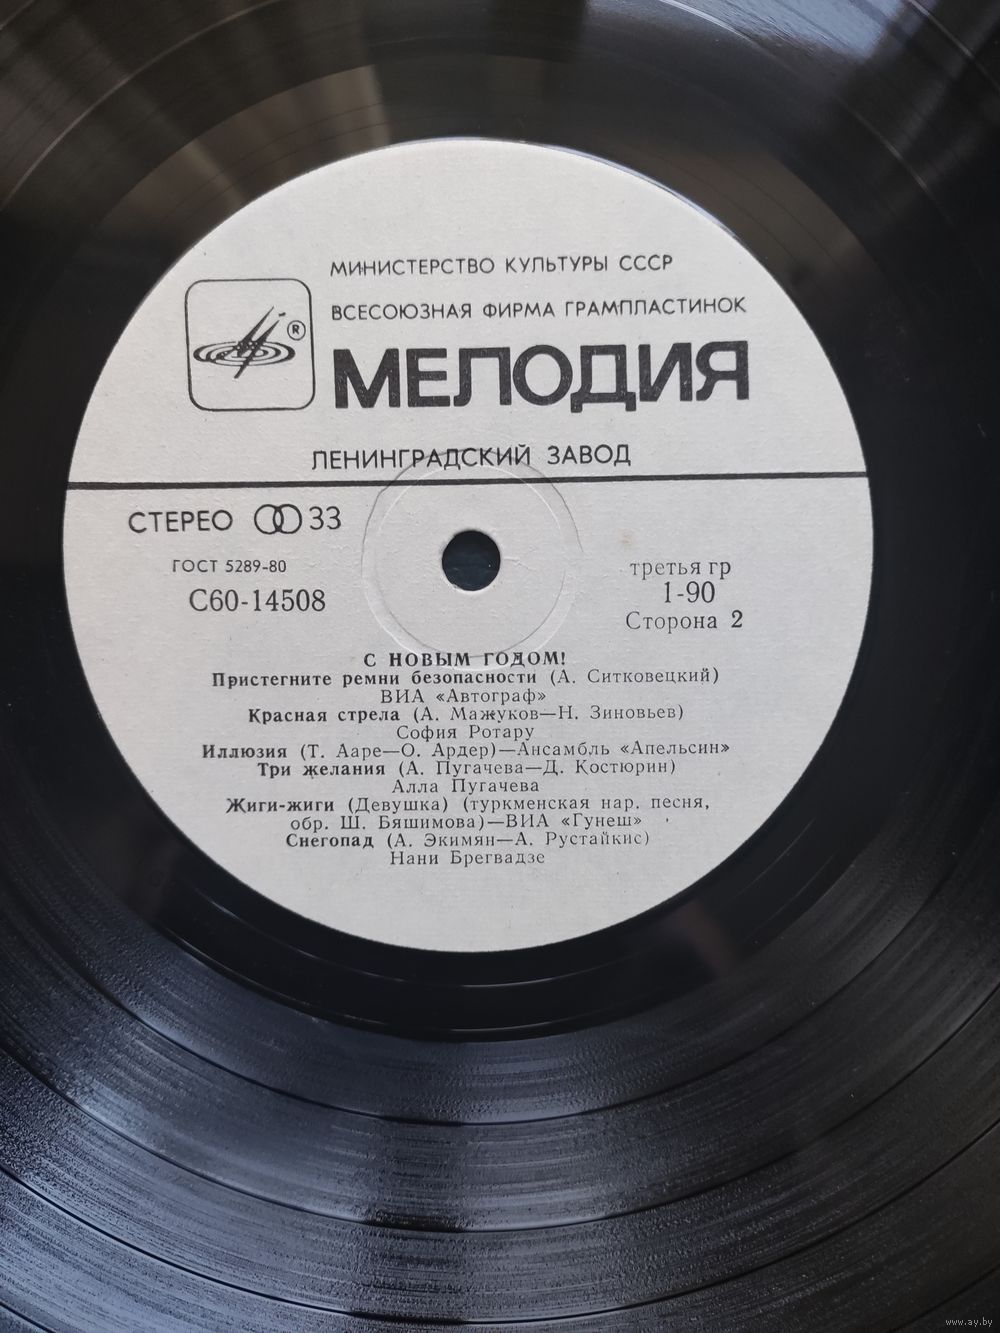 МИНИСТЕРСТВО КУЛЬТУРЫ СССР
ВСЕСОЮЗНАЯ ФИРМА ГРАМПЛАСТИНОК
®
МЕЛОДИЯ
ЛЕНИНГРАДСКИЙ ЗАВОД
СТЕРЕО 33
ГОСТ 5289-80
С60-14508
третья гр
1-90
Сторона 2
С НОВЫМ ГОДОМ!
Пристегните ремни безопасности (А. Ситковецкий)
ВИА «Автограф»
Красная стрела (А. Мажуков—Н. Зиновьев)
София Ротару
Иллюзия (Т. Ааре—О. Ардер)—Ансамбль «Апельсин»
Три желания (А. Пугачева—Д. Костюрин)
Алла Пугачева
Жиги-жиги (Девушка) (туркменская нар. песня,
обр. Ш. Бяшимова)—ВИА «Гунеш»
Снегопад (А. Экимян—А. Рустайкис)
Нани Брегвадзе
www.ay.by